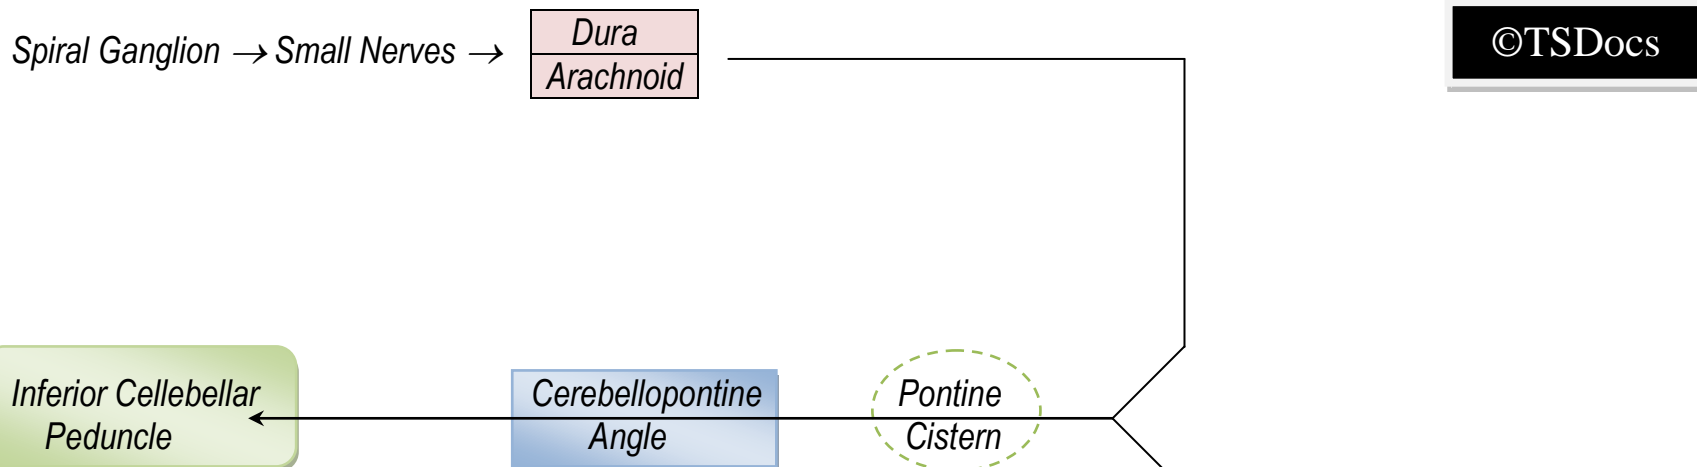 Spiral Ganglion → Small Nerves →
Dura
Arachnoid
©TSDocs
Inferior Cellebellar
Peduncle
Cerebellopontine
Angle
Pontine
Cistern